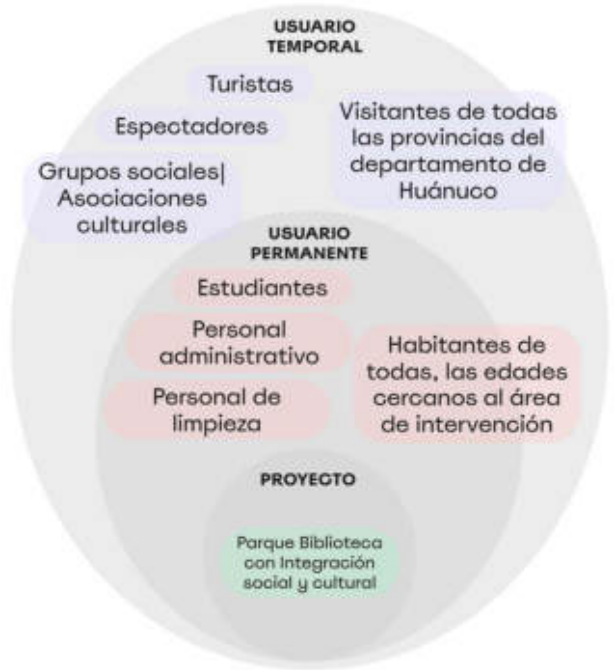 USUARIO
TEMPORAL
Turistas
Espectadores
Grupos sociales|
Asociaciones
culturales
Visitantes de todas
las provincias del
departamento de
Huánuco
USUARIO
PERMANENTE
Estudiantes
Personal
administrativo
Personal de
limpieza
Habitantes de
todas, las edades
cercanos al área
de intervención
PROYECTO
Parque Biblioteca
con Integración
social y cultural